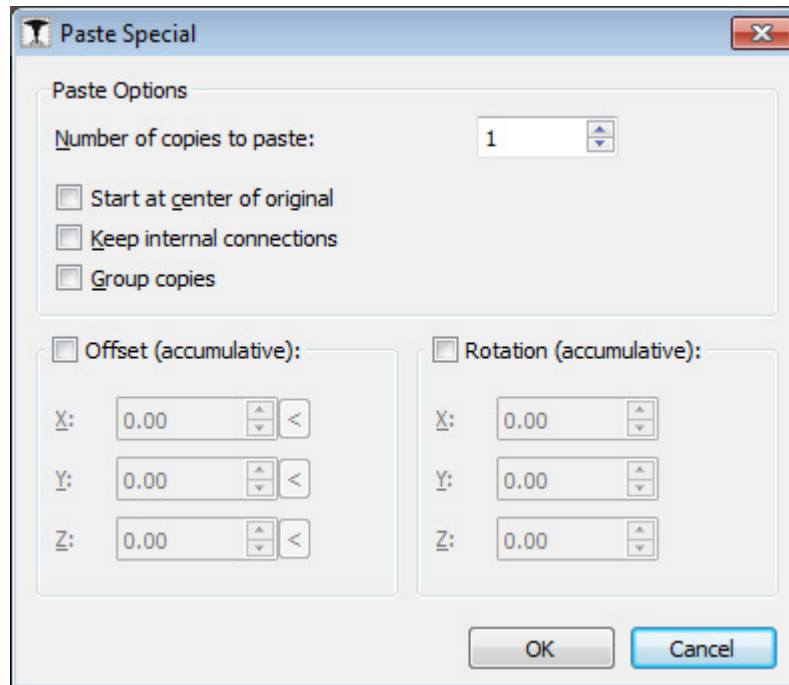 Paste Special
Paste Options
Number of copies to paste: 1
Start at center of original
Keep internal connections
Group copies
Offset (accumulative): Rotation (accumulative):
X: 0.00 < X: 0.00
Y: 0.00 < Y: 0.00
Z: 0.00 < Z: 0.00
OK Cancel